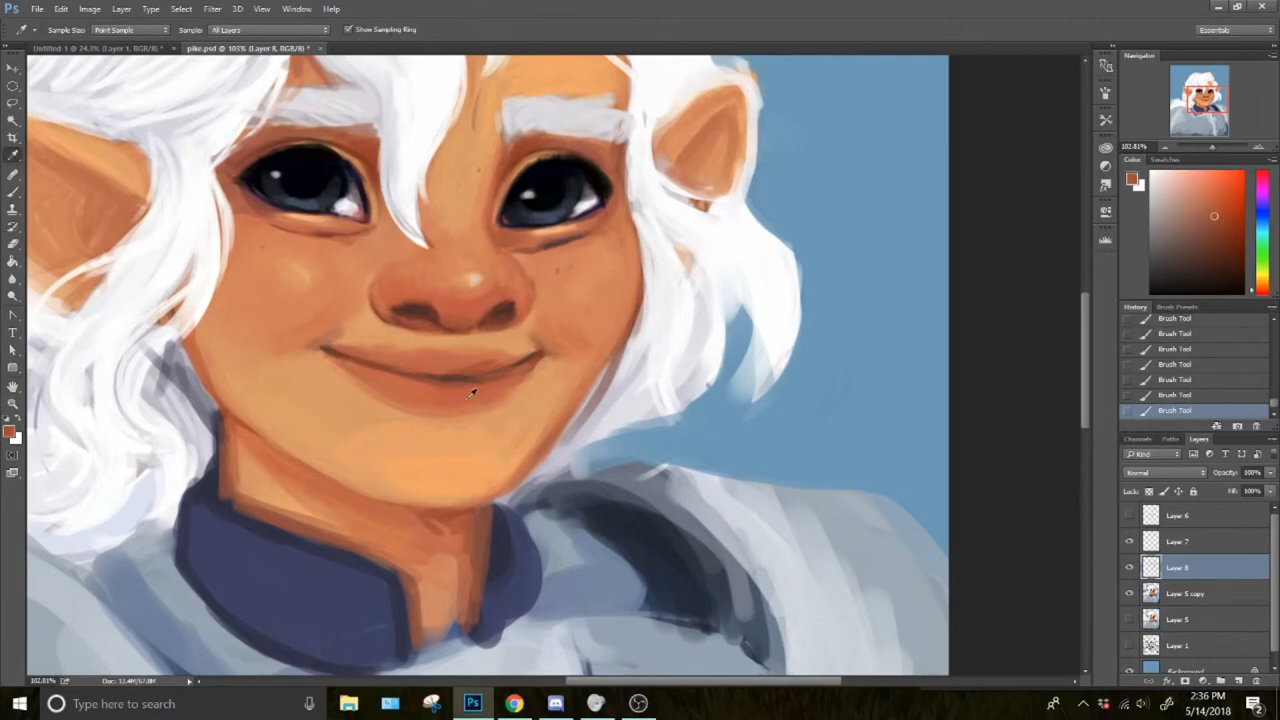 Ps File Edit Image Layer Type Select Filter 3D View Window Help
Sample Size: Point Sample Sample: All Layers Show Sampling Ring Essentials
Untitled-1 @ 24.3% (Layer 1, RGB/8) * × pike.psd @ 103% (Layer 8, RGB/8) * ×
Navigator
102.81%
Color Swatches
History Brush Presets
Brush Tool
Brush Tool
Brush Tool
Brush Tool
Brush Tool
Brush Tool
Brush Tool
Channels Paths Layers
Kind
Normal Opacity: 100%
Lock: Fill: 100%
Layer 6
Layer 7
Layer 8
Layer 5 copy
Layer 5
Layer 1
Background
102.81% Doc: 12.4M/67.8M
Type here to search
Ps
2:36 PM
5/14/2018
2